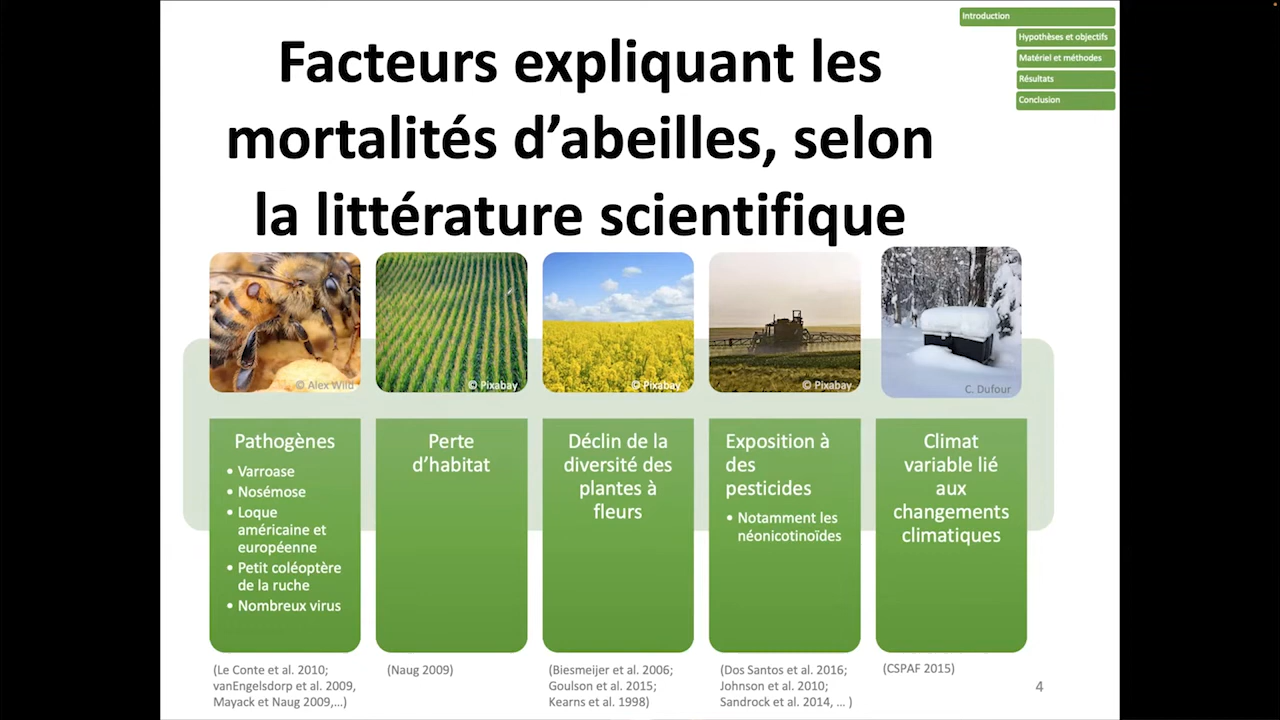 Introduction
Hypothèses et objectifs
Matériel et méthodes
Résultats
Conclusion
Facteurs expliquant les
mortalités d’abeilles, selon
la littérature scientifique
© Alex Wild
© Pixabay
© Pixabay
© Pixabay
C. Dufour
Pathogènes
• Varroase
• Nosémose
• Loque
américaine et
européenne
• Petit coléoptère
de la ruche
• Nombreux virus
Perte
d’habitat
Déclin de la
diversité des
plantes à
fleurs
Exposition à
des
pesticides
• Notamment les
néonicotinoïdes
Climat
variable lié
aux
changements
climatiques
(Le Conte et al. 2010;
vanEngelsdorp et al. 2009,
Mayack et Naug 2009,…)
(Naug 2009)
(Biesmeijer et al. 2006;
Goulson et al. 2015;
Kearns et al. 1998)
(Dos Santos et al. 2016;
Johnson et al. 2010;
Sandrock et al. 2014, … )
(CSPAF 2015)
4